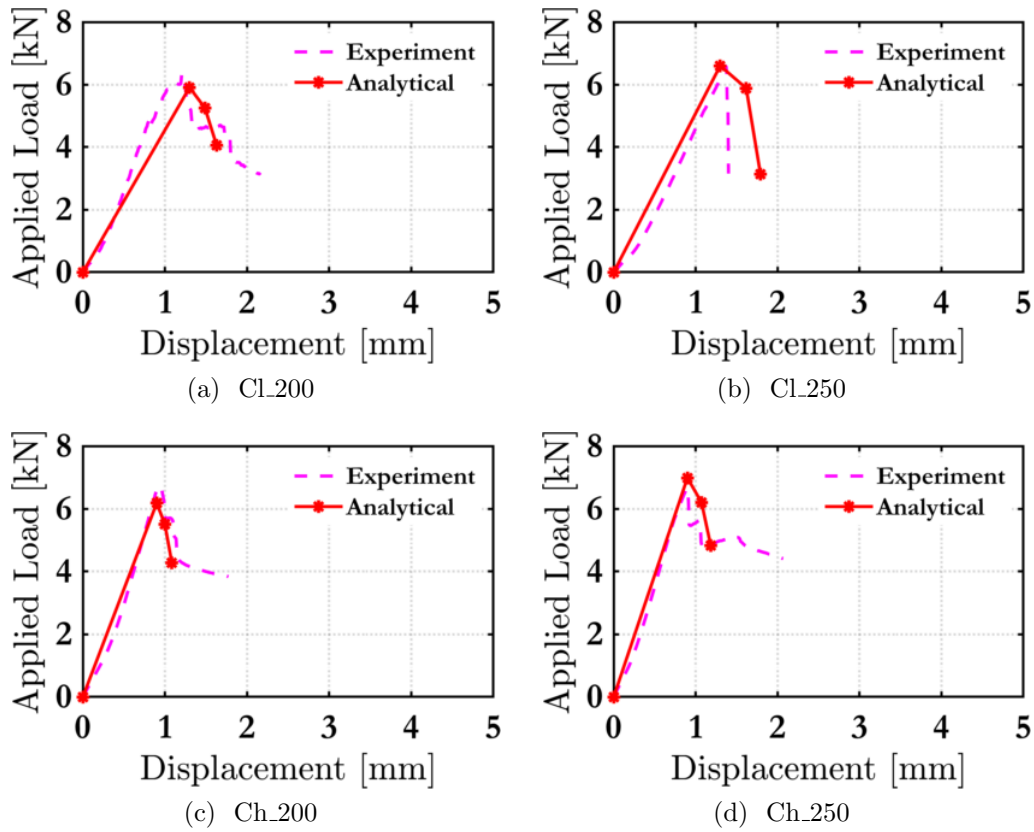 Applied Load [kN]
8
6
4
2
0
Experiment
Analytical
0 1 2 3 4 5
Displacement [mm]
(a) Cl_200
Applied Load [kN]
8
6
4
2
0
Experiment
Analytical
0 1 2 3 4 5
Displacement [mm]
(b) Cl_250
Applied Load [kN]
8
6
4
2
0
Experiment
Analytical
0 1 2 3 4 5
Displacement [mm]
(c) Ch_200
Applied Load [kN]
8
6
4
2
0
Experiment
Analytical
0 1 2 3 4 5
Displacement [mm]
(d) Ch_250